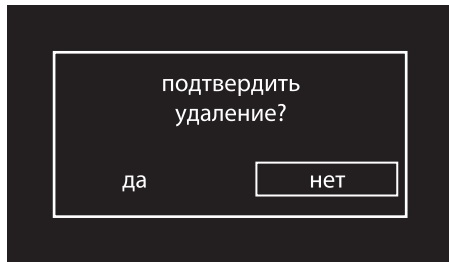 подтвердить
удаление?
да нет